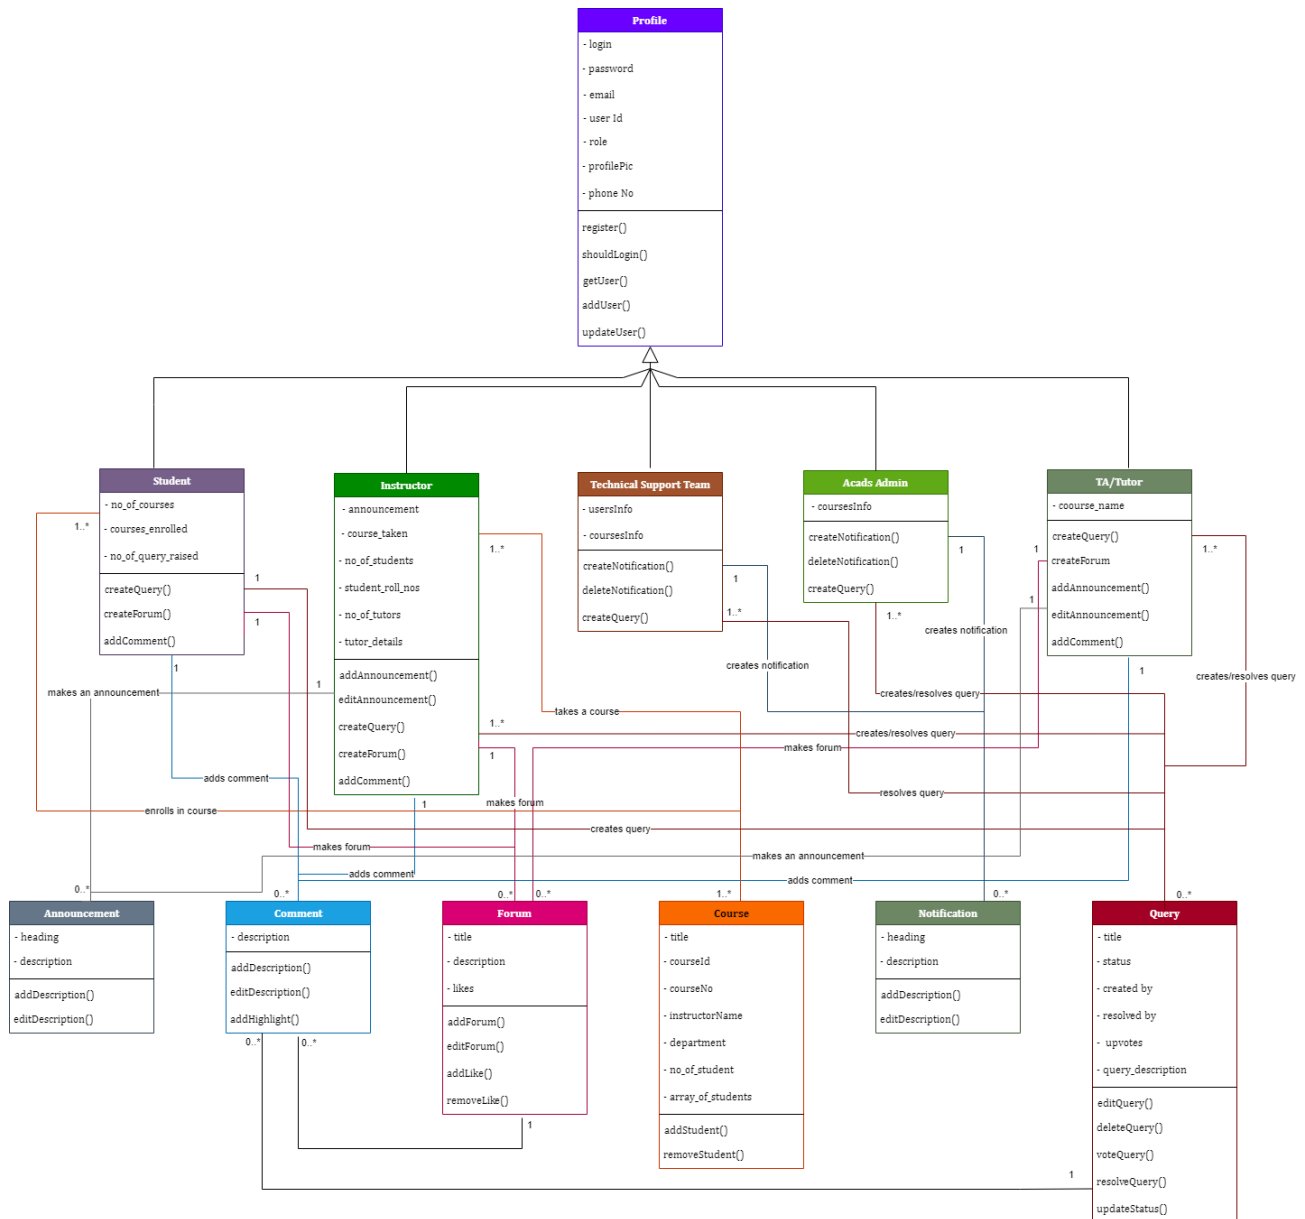 Profile
- login
- password
- email
- user Id
- role
- profilePic
- phone No
register()
shouldLogin()
getUser()
addUser()
updateUser()
Student
- no_of_courses
- courses_enrolled
- no_of_query_raised
createQuery()
createForum()
addComment()
1..*
1
1
1
Instructor
- announcement
- course_taken
- no_of_students
- student_roll_nos
- no_of_tutors
- tutor_details
addAnnouncement()
editAnnouncement()
createQuery()
createForum()
addComment()
1..*
1
1..*
1
1
Technical Support Team
- usersInfo
- coursesInfo
createNotification()
deleteNotification()
createQuery()
1
1..*
Acads Admin
- coursesInfo
createNotification()
deleteNotification()
createQuery()
1
1..*
TA/Tutor
- coourse_name
createQuery()
createForum
addAnnouncement()
editAnnouncement()
addComment()
1
1
1..*
1
creates notification
creates notification
creates/resolves query
makes an announcement
creates/resolves query
takes a course
creates/resolves query
makes forum
adds comment
resolves query
makes forum
enrolls in course
creates query
makes forum
makes an announcement
adds comment
adds comment
0..*
0..*
0..*
0..*
1..*
0..*
0..*
Announcement
- heading
- description
addDescription()
editDescription()
Comment
- description
addDescription()
editDescription()
addHighlight()
0..*
0..*
Forum
- title
- description
- likes
addForum()
editForum()
addLike()
removeLike()
1
Course
- title
- courseId
- courseNo
- instructorName
- department
- no_of_student
- array_of_students
addStudent()
removeStudent()
Notification
- heading
- description
addDescription()
editDescription()
Query
- title
- status
- created by
- resolved by
- upvotes
- query_description
editQuery()
deleteQuery()
voteQuery()
resolveQuery()
updateStatus()
1